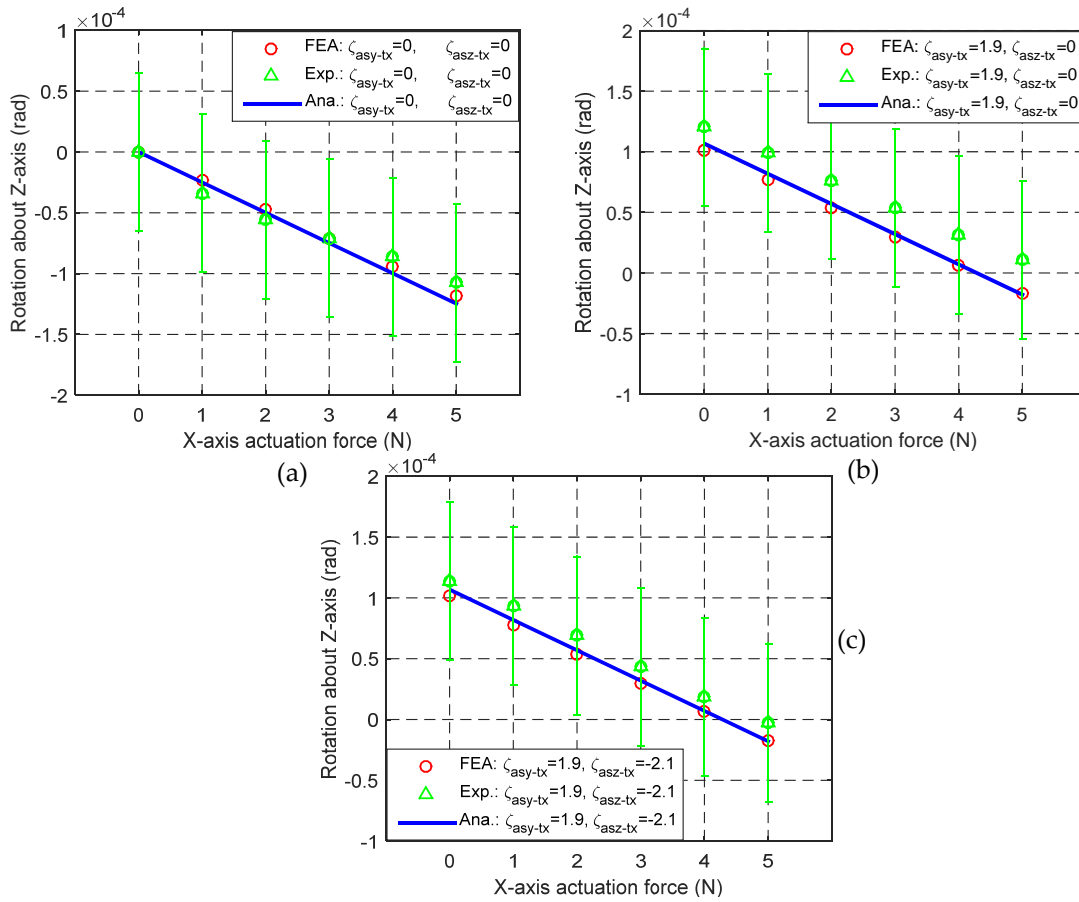 ×10⁻⁴
1
0.5
0
-0.5
-1
-1.5
-2
Rotation about Z-axis (rad)
FEA: ζasy-tx=0, ζasz-tx=0
Exp.: ζasy-tx=0, ζasz-tx=0
Ana.: ζasy-tx=0, ζasz-tx=0
0 1 2 3 4 5
X-axis actuation force (N)
(a)
×10⁻⁴
2
1.5
1
0.5
0
-0.5
-1
Rotation about Z-axis (rad)
FEA: ζasy-tx=1.9, ζasz-tx=0
Exp.: ζasy-tx=1.9, ζasz-tx=0
Ana.: ζasy-tx=1.9, ζasz-tx=0
0 1 2 3 4 5
X-axis actuation force (N)
(b)
×10⁻⁴
2
1.5
1
0.5
0
-0.5
-1
Rotation about Z-axis (rad)
(c)
FEA: ζasy-tx=1.9, ζasz-tx=-2.1
Exp.: ζasy-tx=1.9, ζasz-tx=-2.1
Ana.: ζasy-tx=1.9, ζasz-tx=-2.1
0 1 2 3 4 5
X-axis actuation force (N)